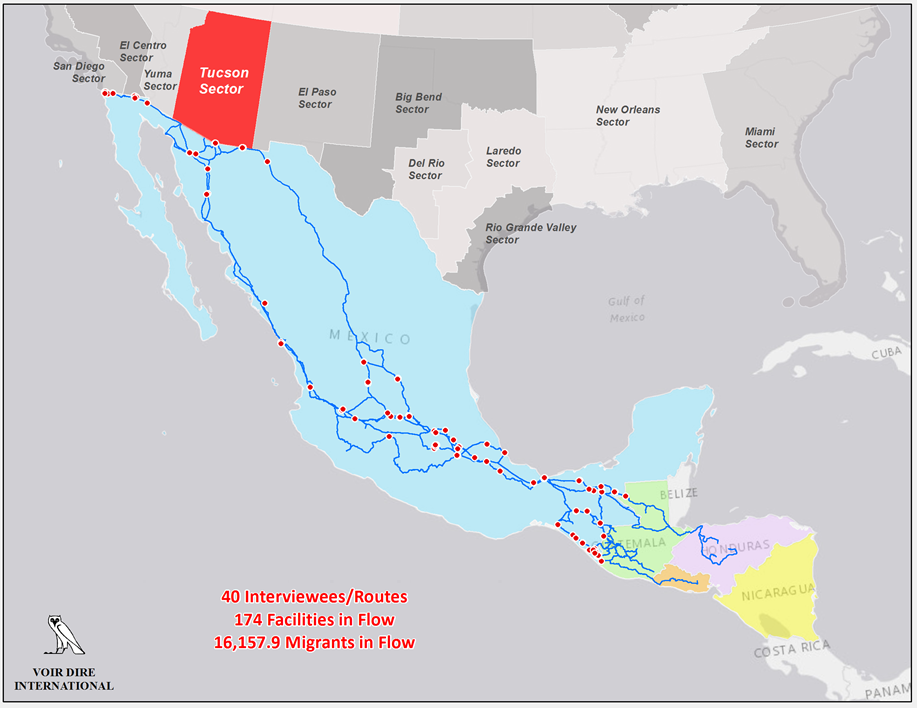 El Centro
Sector
San Diego
Sector
Yuma
Sector
Tucson
Sector
El Paso
Sector
Big Bend
Sector
New Orleans
Sector
Miami
Sector
Del Rio
Sector
Laredo
Sector
Rio Grande Valley
Sector
Gulf of
Mexico
MEXICO
CUBA
BELIZE
GUATEMALA
HONDURAS
NICARAGUA
COSTA RICA
PANAM
40 Interviewees/Routes
174 Facilities in Flow
16,157.9 Migrants in Flow
VOIR DIRE
INTERNATIONAL